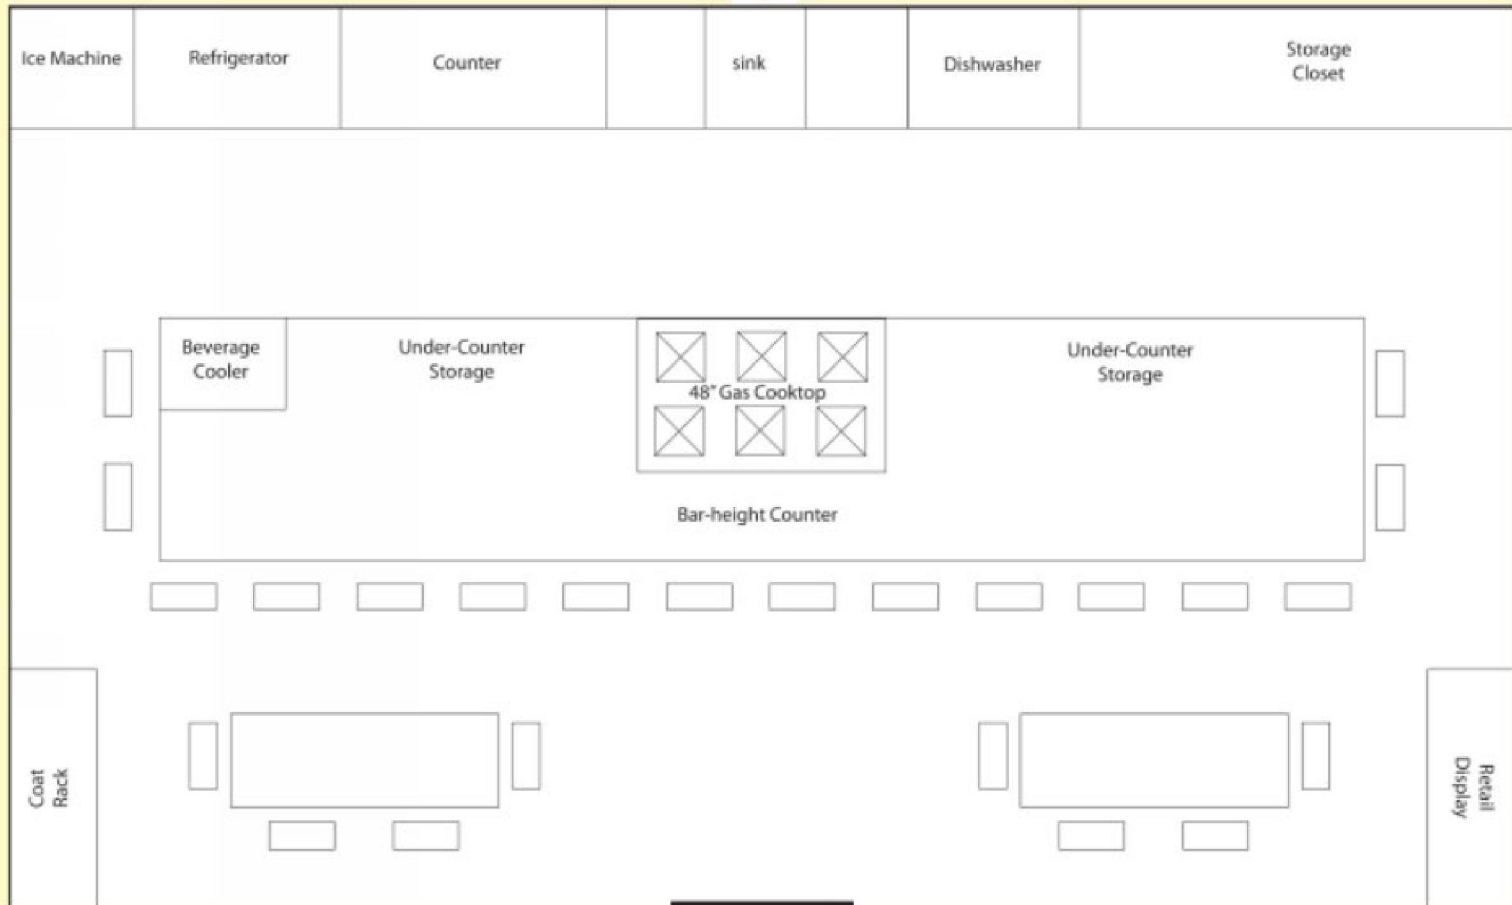 Ice Machine
Refrigerator
Counter
sink
Dishwasher
Storage
Closet
Beverage
Cooler
Under-Counter
Storage
48" Gas Cooktop
Under-Counter
Storage
Bar-height Counter
Coat
Rack
Retail
Display